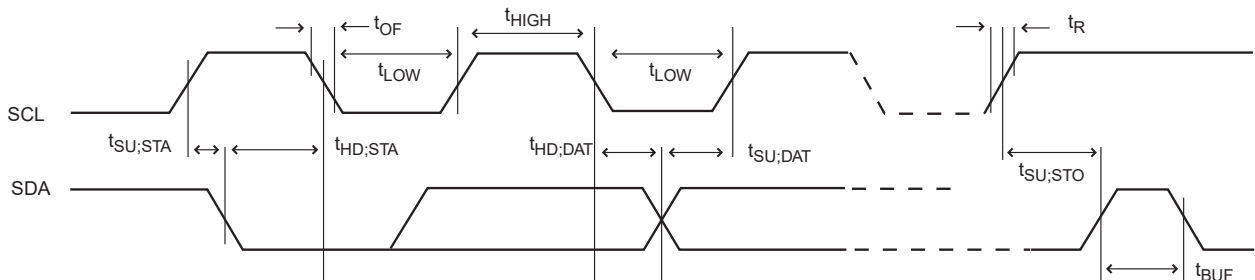 tOF
tHIGH
tR
tLOW
tLOW
SCL
tSU;STA
tHD;STA
tHD;DAT
tSU;DAT
tSU;STO
SDA
tBUF